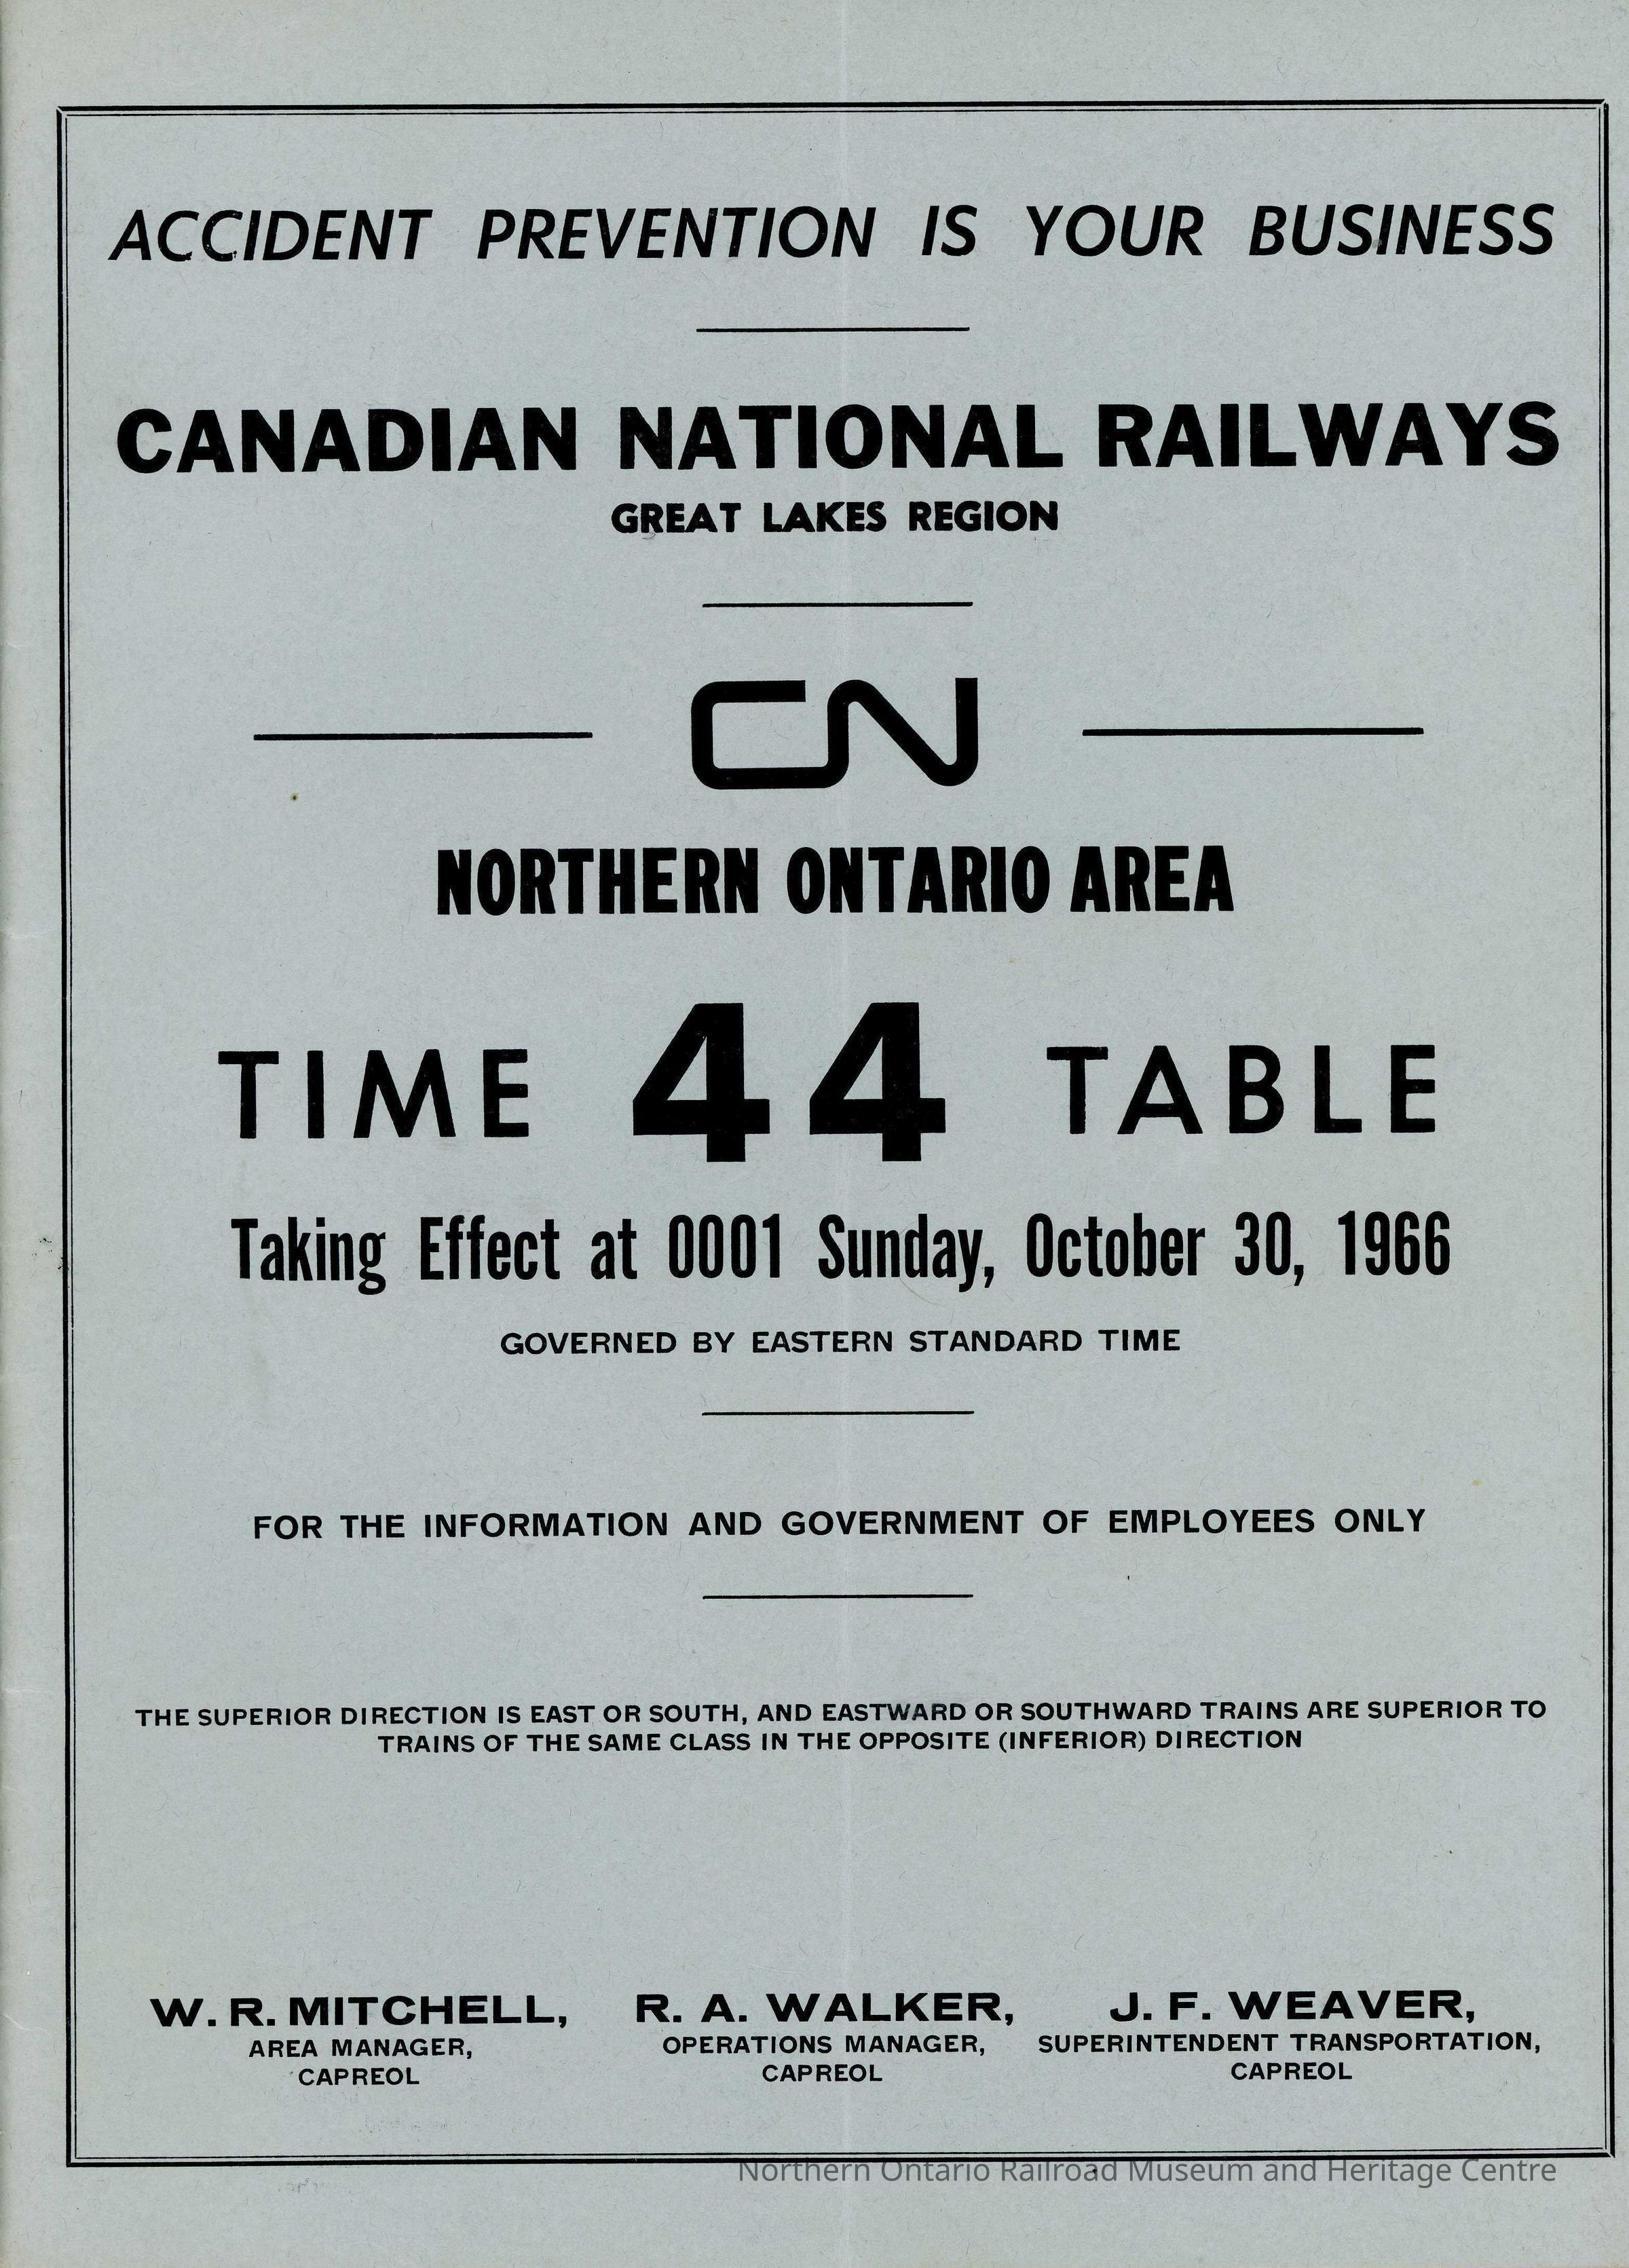 ACCIDENT PREVENTION IS YOUR BUSINESS
CANADIAN NATIONAL RAILWAYS
GREAT LAKES REGION
CN
NORTHERN ONTARIO AREA
TIME 44 TABLE
Taking Effect at 0001 Sunday, October 30, 1966
GOVERNED BY EASTERN STANDARD TIME
FOR THE INFORMATION AND GOVERNMENT OF EMPLOYEES ONLY
THE SUPERIOR DIRECTION IS EAST OR SOUTH, AND EASTWARD OR SOUTHWARD TRAINS ARE SUPERIOR TO
TRAINS OF THE SAME CLASS IN THE OPPOSITE (INFERIOR) DIRECTION
W. R. MITCHELL,
AREA MANAGER,
CAPREOL
R. A. WALKER,
OPERATIONS MANAGER,
CAPREOL
J. F. WEAVER,
SUPERINTENDENT TRANSPORTATION,
CAPREOL
Northern Ontario Railroad Museum and Heritage Centre